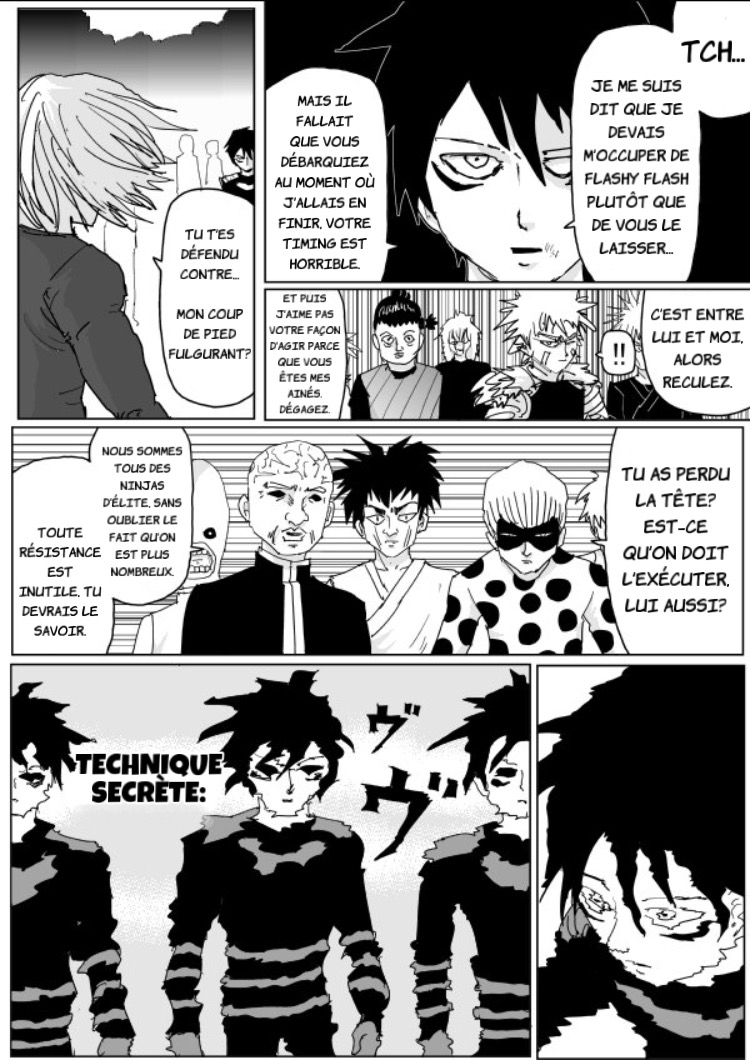 TCH...
JE ME SUIS
DIT QUE JE
DEVAIS
M'OCCUPER DE
FLASHY FLASH
PLUTÔT QUE
DE VOUS LE
LAISSER...
MAIS IL
FALLAIT
QUE VOUS
DÉBARQUIEZ
AU MOMENT OÙ
J'ALLAIS EN
FINIR. VOTRE
TIMING EST
HORRIBLE.
TU T'ES
DÉFENDU
CONTRE...
MON COUP
DE PIED
FULGURANT?
C'EST ENTRE
LUI ET MOI,
ALORS
RECULEZ.
!!
ET PUIS
J'AIME PAS
VOTRE FAÇON
D'AGIR PARCE
QUE VOUS
ÊTES MES
AINÉS.
DÉGAGEZ.
TU AS PERDU
LA TÊTE?
EST-CE
QU'ON DOIT
L'EXÉCUTER,
LUI AUSSI?
NOUS SOMMES
TOUS DES
NINJAS
D'ÉLITE, SANS
OUBLIER LE
FAIT QU'ON
EST PLUS
NOMBREUX.
TOUTE
RÉSISTANCE
EST
INUTILE, TU
DEVRAIS LE
SAVOIR.
TECHNIQUE
SECRÈTE:
ヴヴ